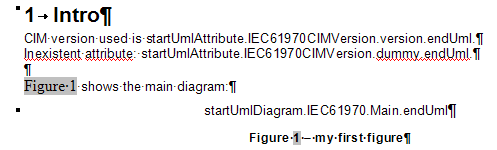 1 Intro¶
CIM version used is startUmlAttribute.IEC61970CIMVersion.version.endUml.¶
Inexistent attribute: startUmlAttribute.IEC61970CIMVersion.dummy.endUml.¶
¶
Figure 1 shows the main diagram:¶
startUmlDiagram.IEC61970.Main.endUml¶
Figure 1 – my first figure¶